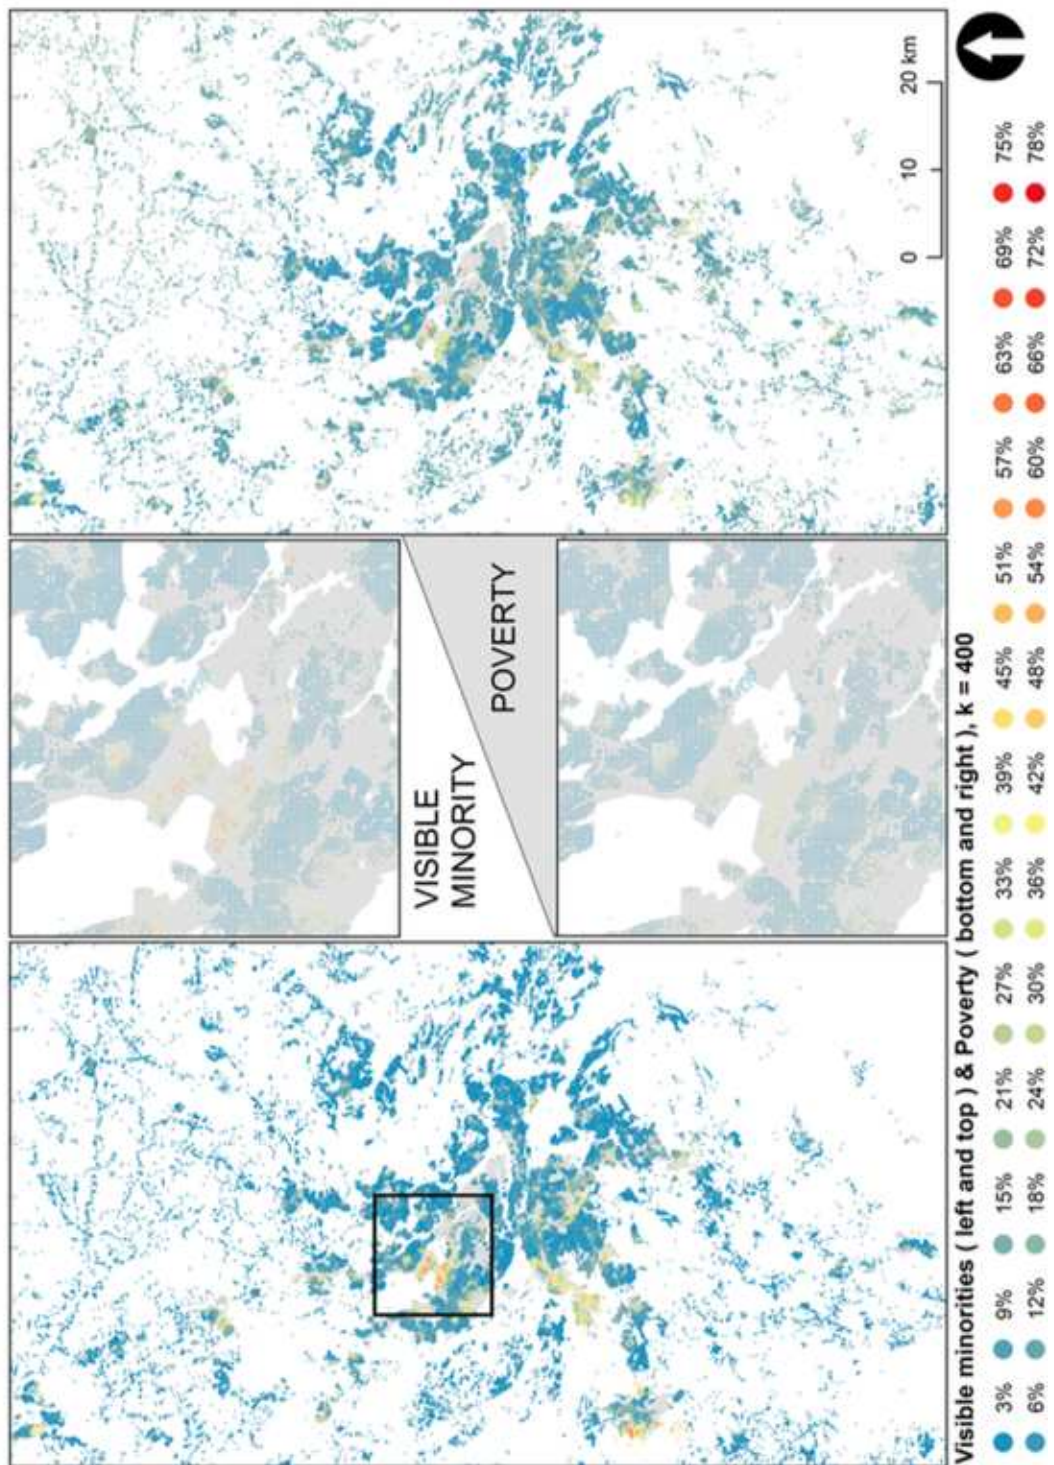 VISIBLE
MINORITY
POVERTY
0 10 20 km
Visible minorities ( left and top ) & Poverty ( bottom and right ), k = 400
3% 9% 15% 21% 27% 33% 39% 45% 51% 57% 63% 69% 75%
6% 12% 18% 24% 30% 36% 42% 48% 54% 60% 66% 72% 78%